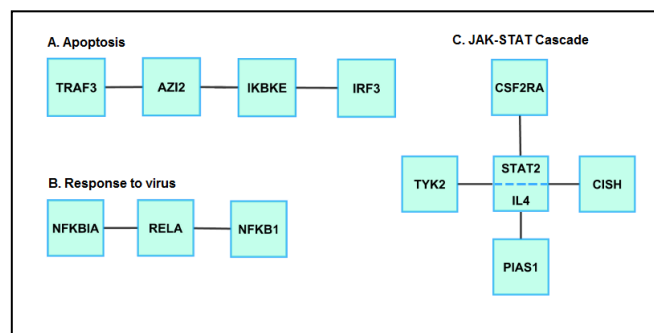 A. Apoptosis
TRAF3 AZI2 IKBKE IRF3
B. Response to virus
NFKBIA RELA NFKB1
C. JAK-STAT Cascade
CSF2RA
STAT2
TYK2 CISH
IL4
PIAS1